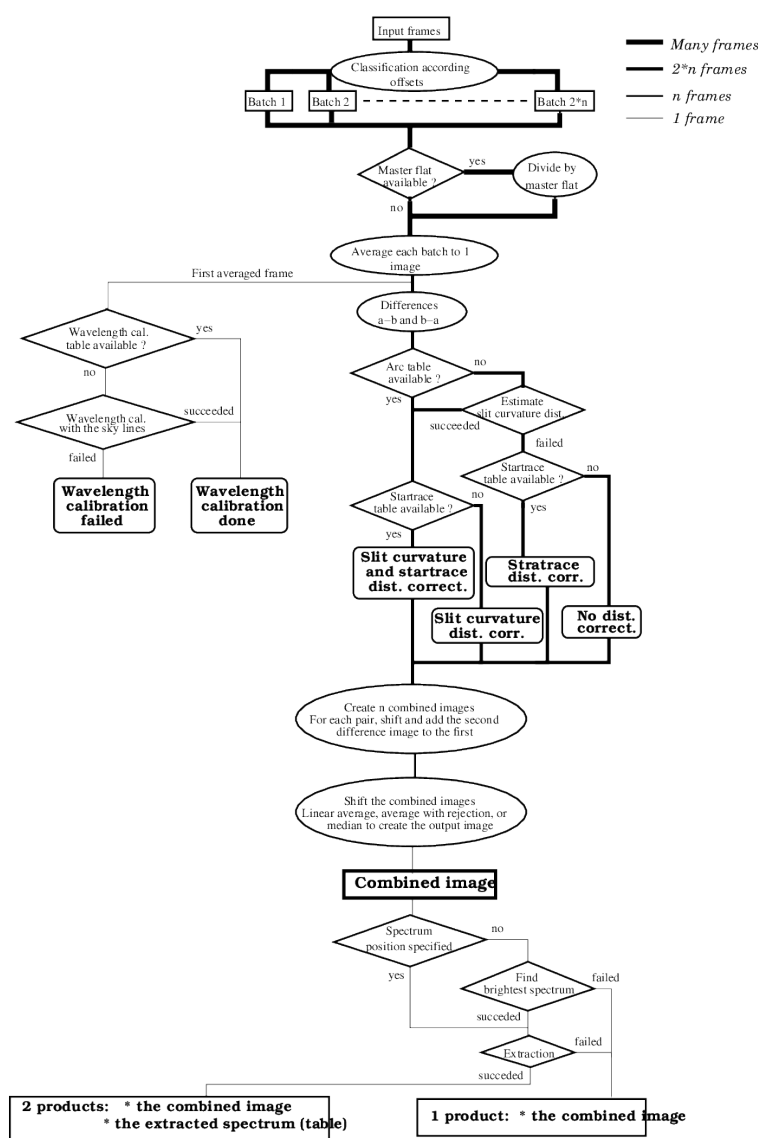 Input frames
Many frames
Classification according
offsets
2*n frames
Batch 1
Batch 2
Batch 2*n
n frames
1 frame
Master flat
available ?
yes
Divide by
master flat
no
Average each batch to 1
image
First averaged frame
Differences
a–b and b–a
Wavelength cal.
table available ?
yes
no
Arc table
available ?
no
yes
Estimate
slit curvature dist.
succeeded
failed
Wavelength cal.
with the sky lines
succeeded
failed
Wavelength
calibration
failed
Wavelength
calibration
done
Startrace
table available ?
no
yes
Startrace
table available ?
no
yes
Slit curvature
and startrace
dist. correct.
Stratrace
dist. corr.
Slit curvature
dist. corr.
No dist.
correct.
Create n combined images
For each pair, shift and add the second
difference image to the first
Shift the combined images
Linear average, average with rejection, or
median to create the output image
Combined image
Spectrum
position specified
no
yes
Find
brightest spectrum
failed
succeded
Extraction
failed
succeded
2 products: * the combined image
* the extracted spectrum (table)
1 product: * the combined image